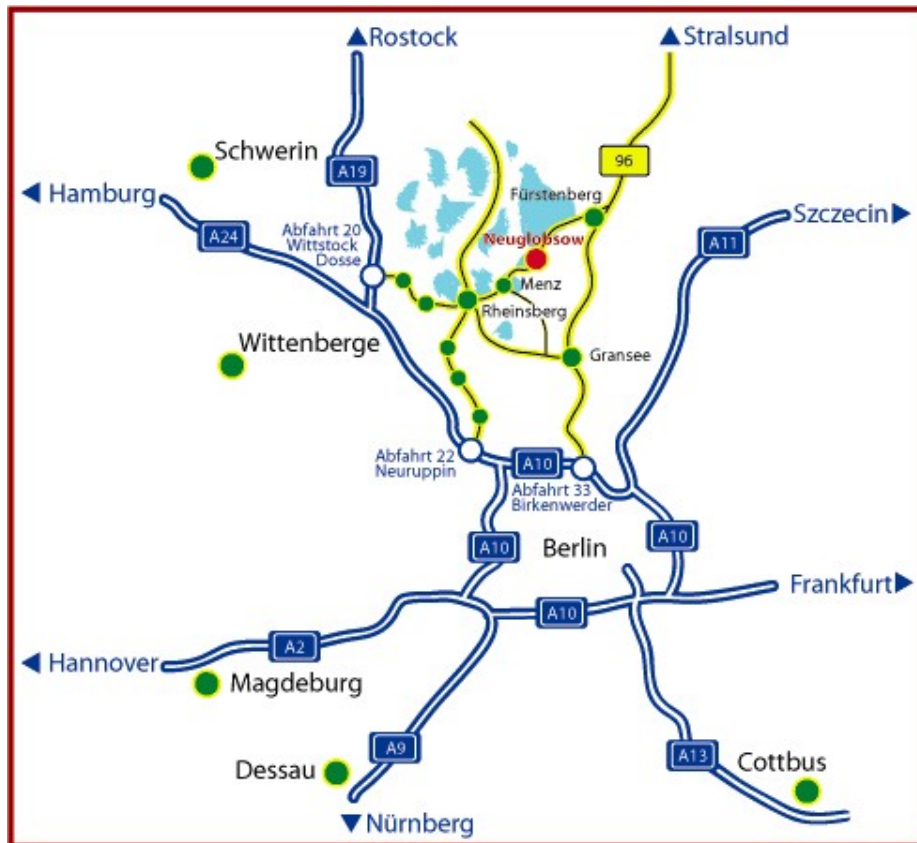 Rostock
Stralsund
Schwerin
96
A19
Hamburg
Fürstenberg
Szczecin
Abfahrt 20
Wittstock
Dosse
A24
Neuglobsow
A11
Menz
Rheinsberg
Wittenberge
Gransee
Abfahrt 22
Neuruppin
A10
Abfahrt 33
Birkenwerder
A10
Berlin
A10
Frankfurt
A10
A2
Hannover
Magdeburg
A9
A13
Dessau
Cottbus
Nürnberg